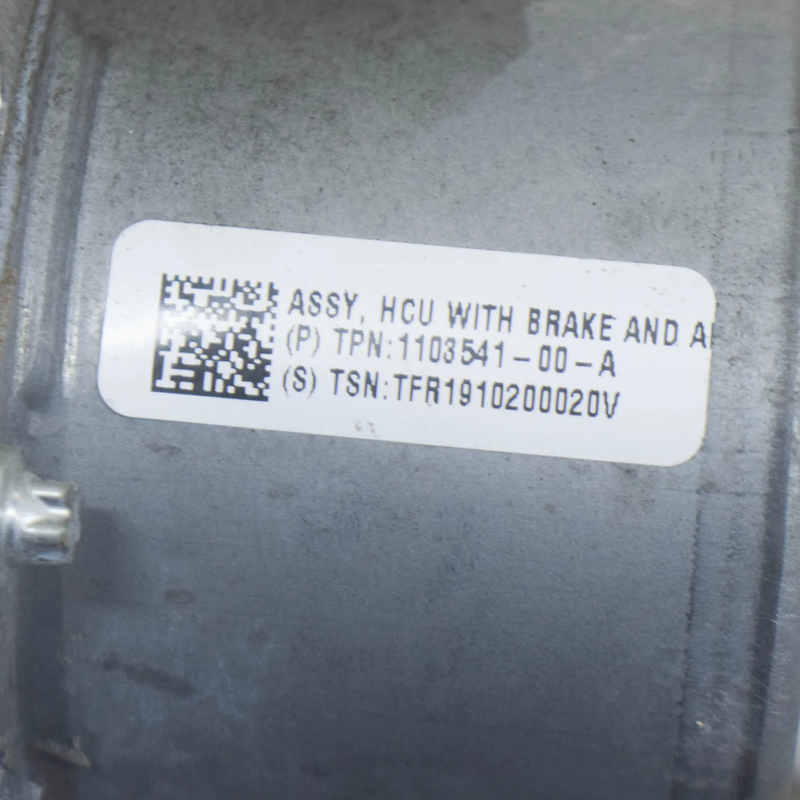 ASSY, HCU WITH BRAKE AND A
(P) TPN:1103541-00-A
(S) TSN:TFR1910200020V